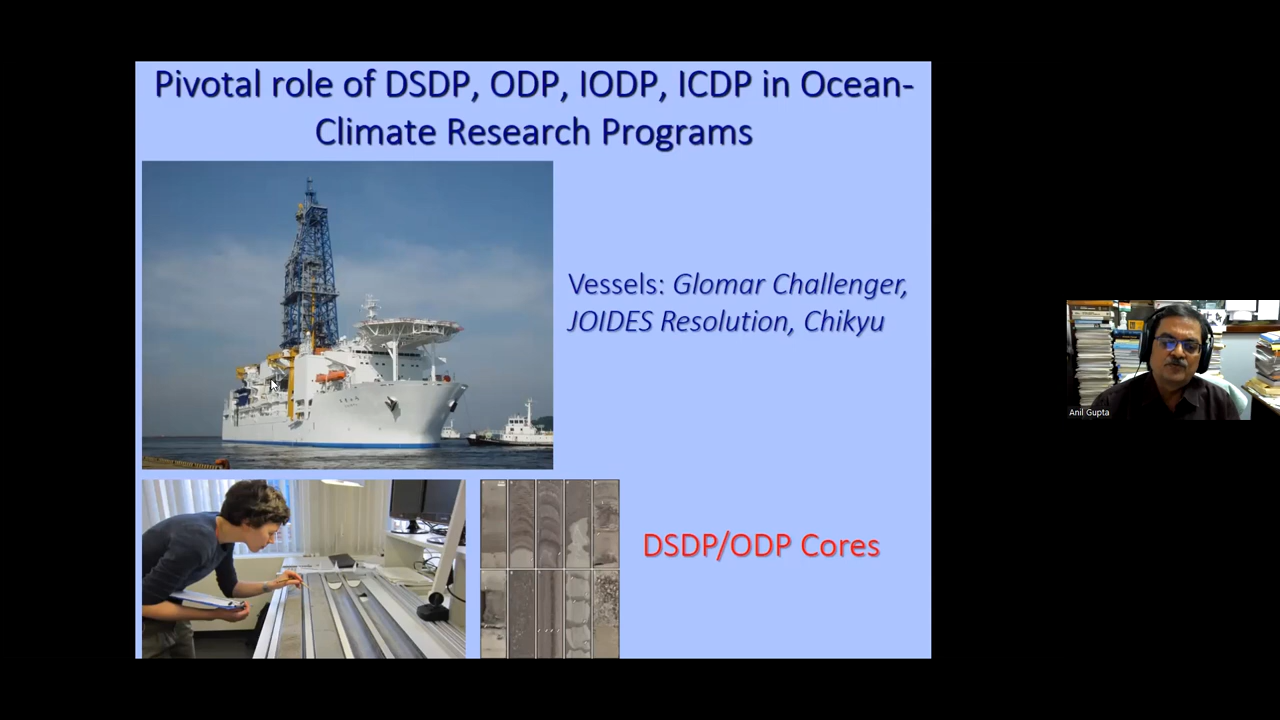 Pivotal role of DSDP, ODP, IODP, ICDP in Ocean-
Climate Research Programs
Vessels: Glomar Challenger,
JOIDES Resolution, Chikyu
DSDP/ODP Cores
Anil Gupta